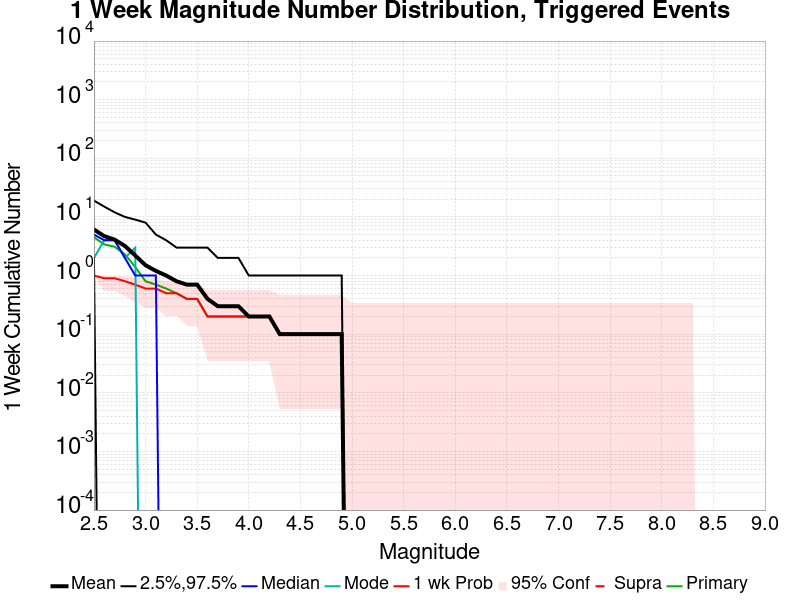 1 Week Magnitude Number Distribution, Triggered Events
1 Week Cumulative Number
10 4
10 3
10 2
10 1
10 0
10 -1
10 -2
10 -3
10 -4
2.5 3.0 3.5 4.0 4.5 5.0 5.5 6.0 6.5 7.0 7.5 8.0 8.5 9.0
Magnitude
Mean 2.5%,97.5% Median Mode 1 wk Prob 95% Conf Supra Primary